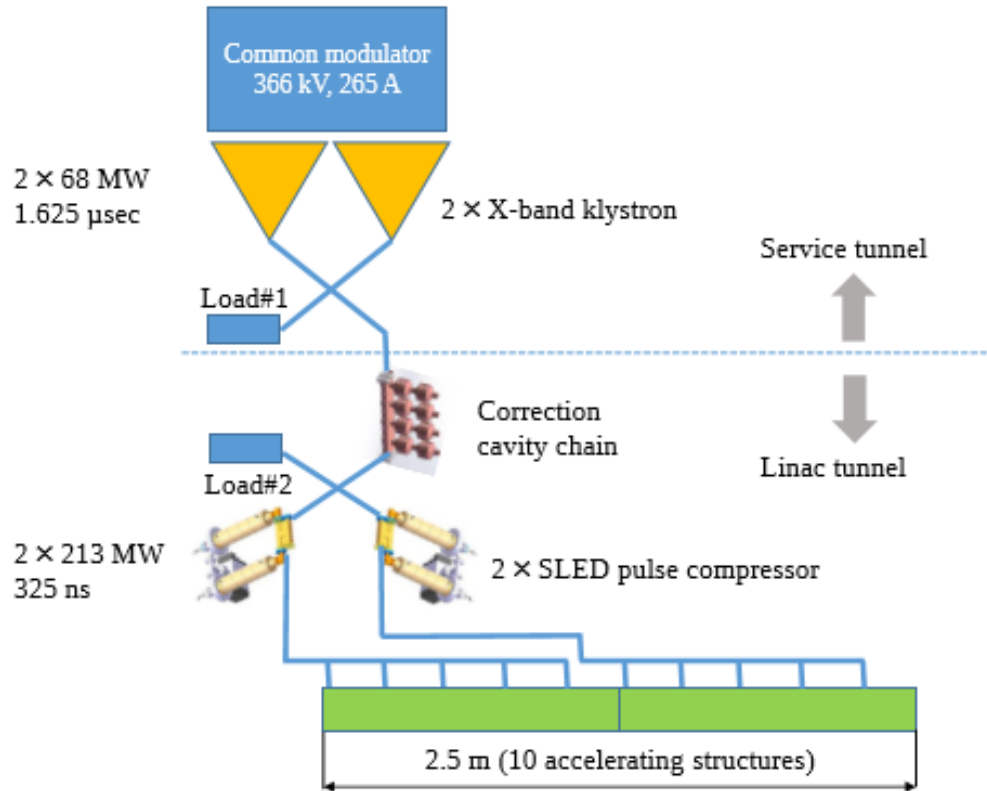 Common modulator
366 kV, 265 A
2 × 68 MW
1.625 μsec
2 × X-band klystron
Service tunnel
Load#1
Correction
cavity chain
Linac tunnel
Load#2
2 × 213 MW
325 ns
2 × SLED pulse compressor
2.5 m (10 accelerating structures)